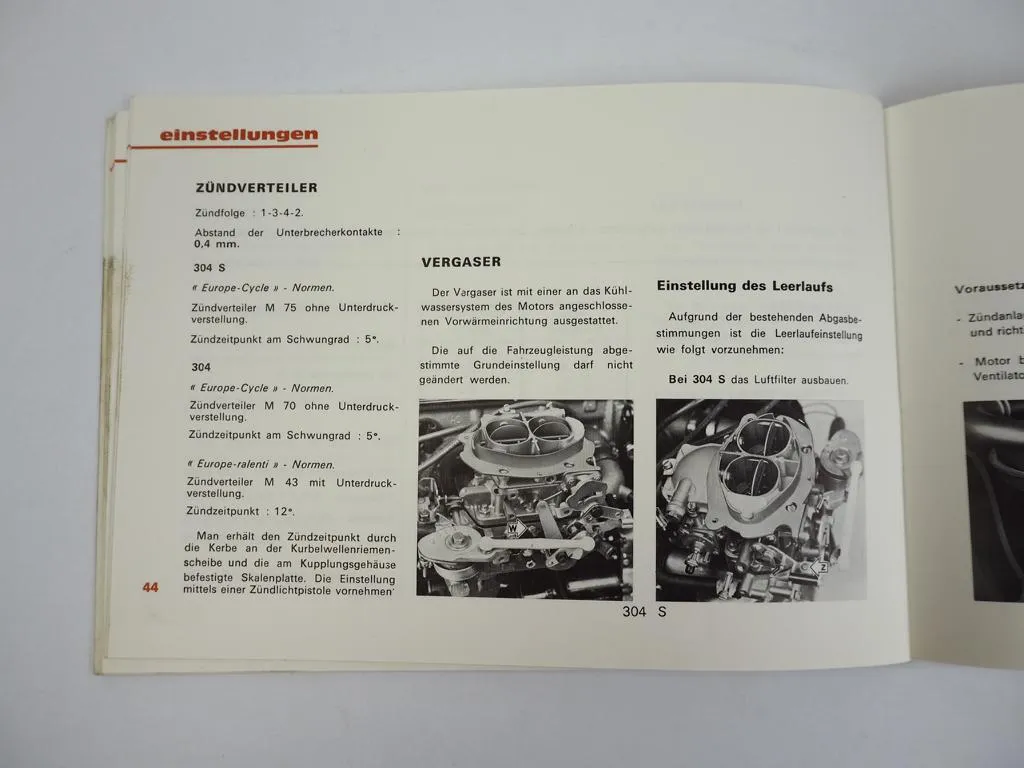 einstellungen
ZÜNDVERTEILER
Zündfolge : 1-3-4-2.
Abstand der Unterbrecherkontakte :
0,4 mm.
304 S
« Europe-Cycle » - Normen.
Zündverteiler M 75 ohne Unterdruck-
verstellung.
Zündzeitpunkt am Schwungrad : 5°.
304
« Europe-Cycle » - Normen.
Zündverteiler M 70 ohne Unterdruck-
verstellung.
Zündzeitpunkt am Schwungrad : 5°.
« Europe-ralenti » - Normen.
Zündverteiler M 43 mit Unterdruck-
verstellung.
Zündzeitpunkt : 12°.
Man erhält den Zündzeitpunkt durch
die Kerbe an der Kurbelwellenriemen-
scheibe und die am Kupplungsgehäuse
befestigte Skalenplatte. Die Einstellung
mittels einer Zündlichtpistole vornehmen
44
VERGASER
Der Vergaser ist mit einer an das Kühl-
wassersystem des Motors angeschlosse-
nen Vorwärmeinrichtung ausgestattet.
Die auf die Fahrzeugleistung abge-
stimmte Grundeinstellung darf nicht
geändert werden.
W
Einstellung des Leerlaufs
Aufgrund der bestehenden Abgasbe-
stimmungen ist die Leerlaufeinstellung
wie folgt vorzunehmen:
Bei 304 S das Luftfilter ausbauen.
Z
304 S
- Zündanla
und richt
- Motor b
Ventilato